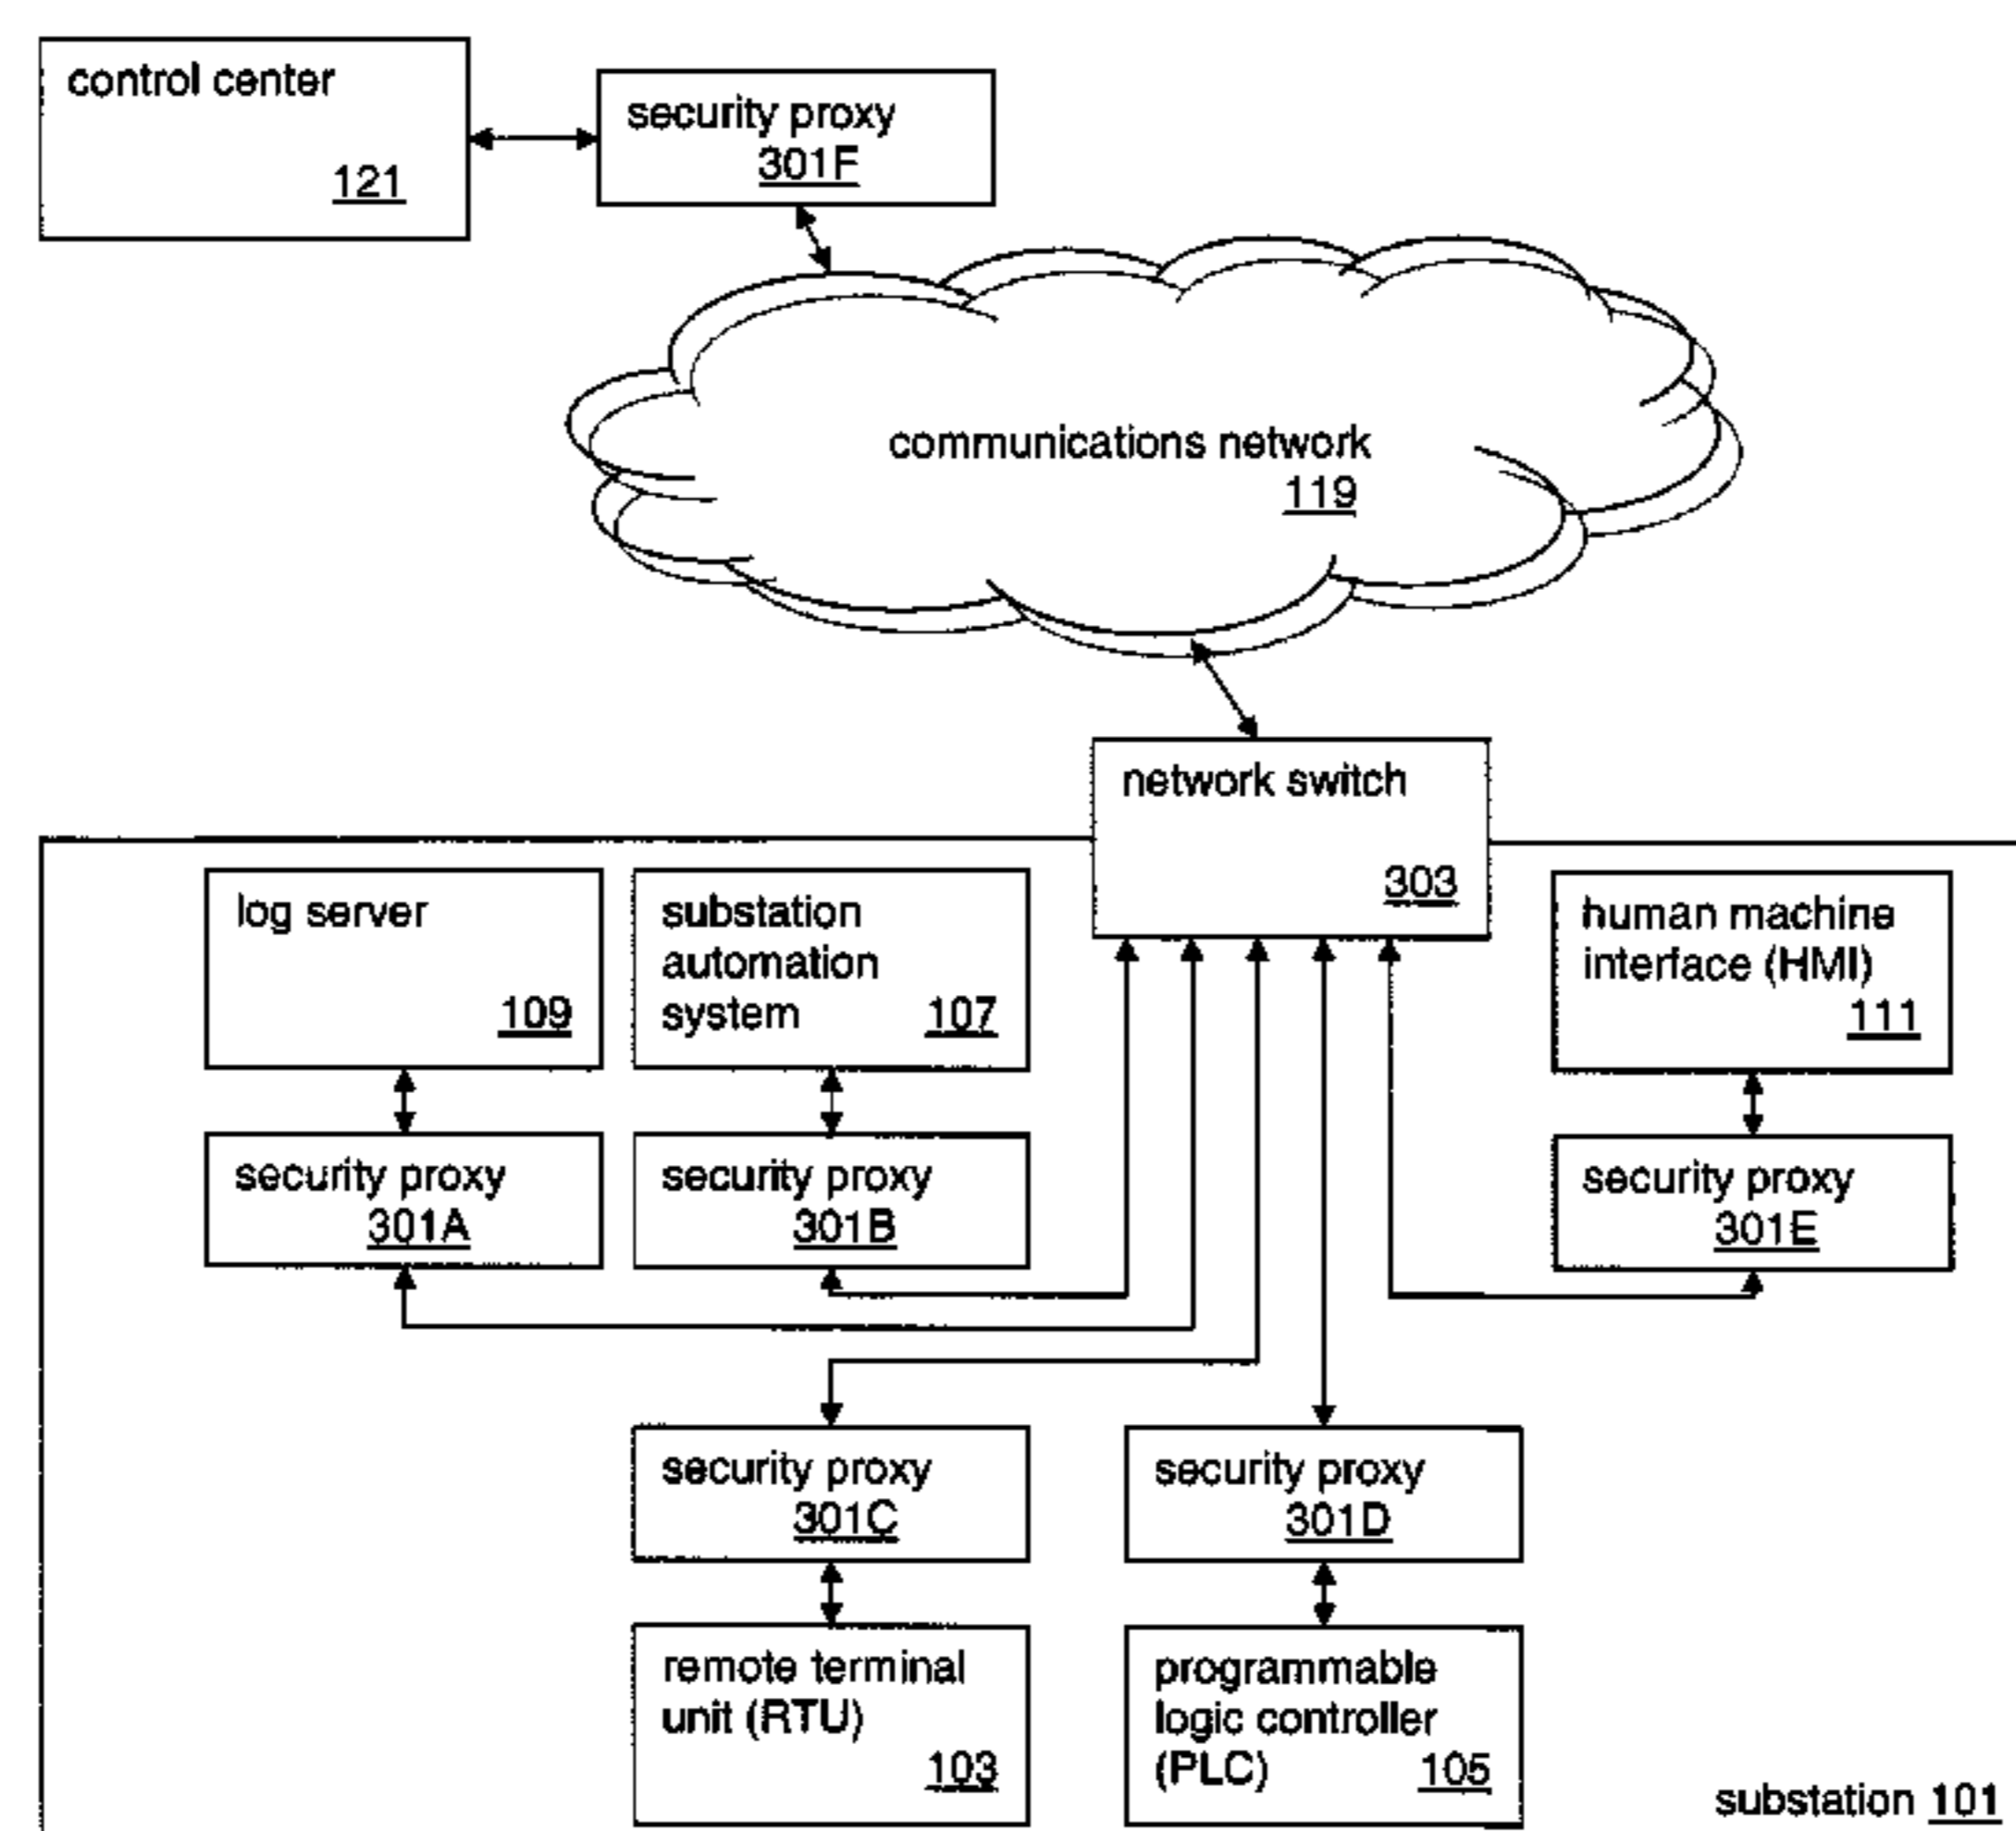 control center
121
security proxy
301F
communications network
119
network switch
303
log server
109
substation
automation
system 107
human machine
interface (HMI)
111
security proxy
301A
security proxy
301B
security proxy
301E
security proxy
301C
security proxy
301D
remote terminal
unit (RTU)
103
programmable
logic controller
(PLC) 105
substation 101